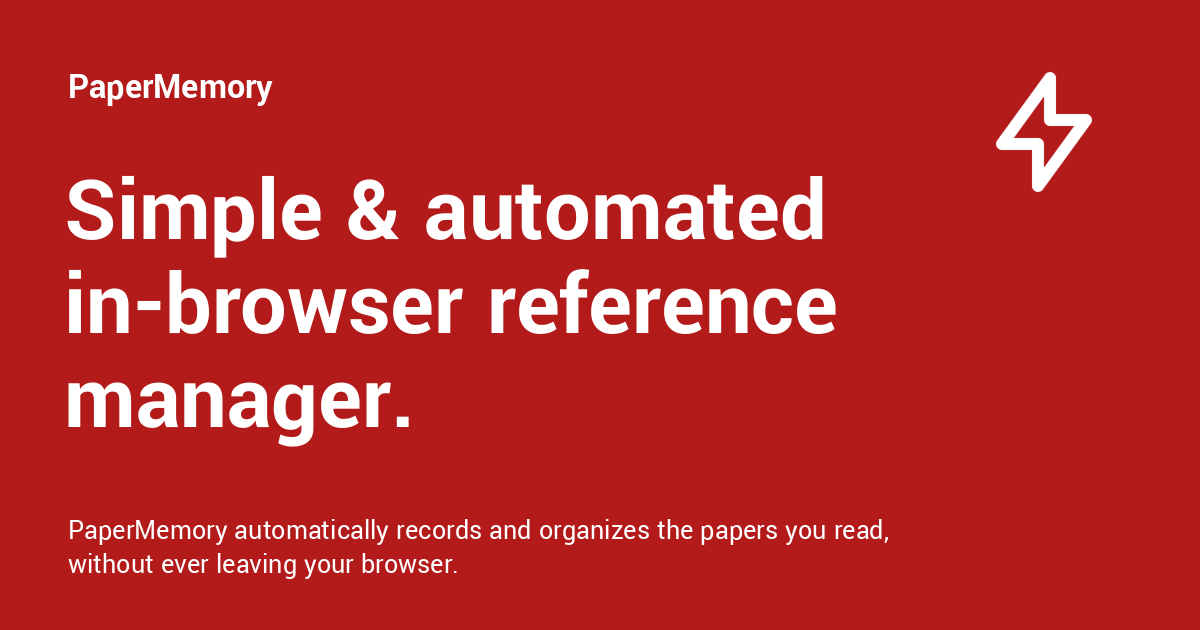 PaperMemory
Simple & automated
in-browser reference
manager.
PaperMemory automatically records and organizes the papers you read,
without ever leaving your browser.